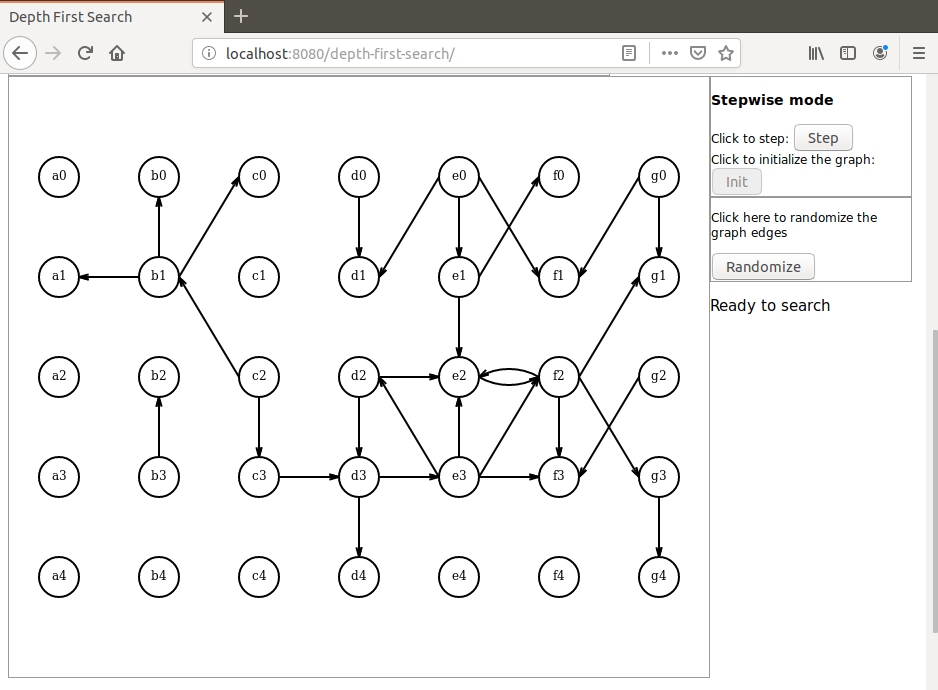 Depth First Search
localhost:8080/depth-first-search/
Stepwise mode
Click to step: Step
Click to initialize the graph:
Init
Click here to randomize the
graph edges
Randomize
Ready to search
a0 b0 c0 d0 e0 f0 g0
a1 b1 c1 d1 e1 f1 g1
a2 b2 c2 d2 e2 f2 g2
a3 b3 c3 d3 e3 f3 g3
a4 b4 c4 d4 e4 f4 g4